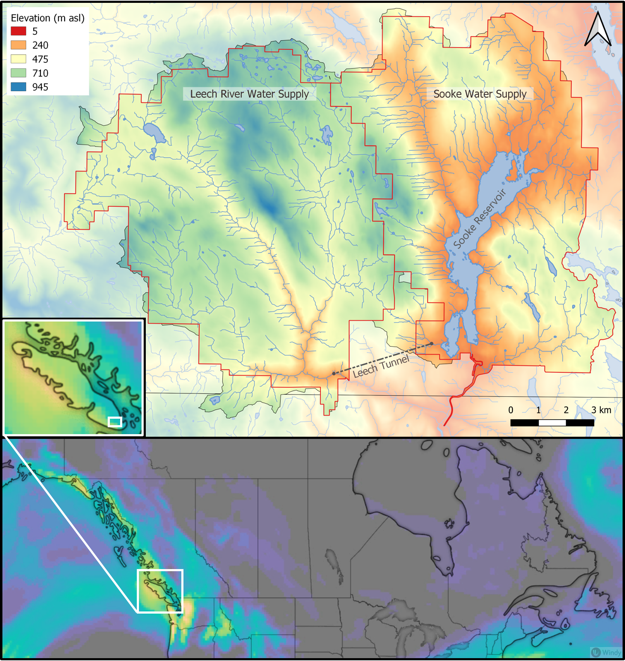 Elevation (m asl)
5
240
475
710
945
Leech River Water Supply
Sooke Water Supply
Sooke Reservoir
Leech Tunnel
0 1 2 3 km
Windy